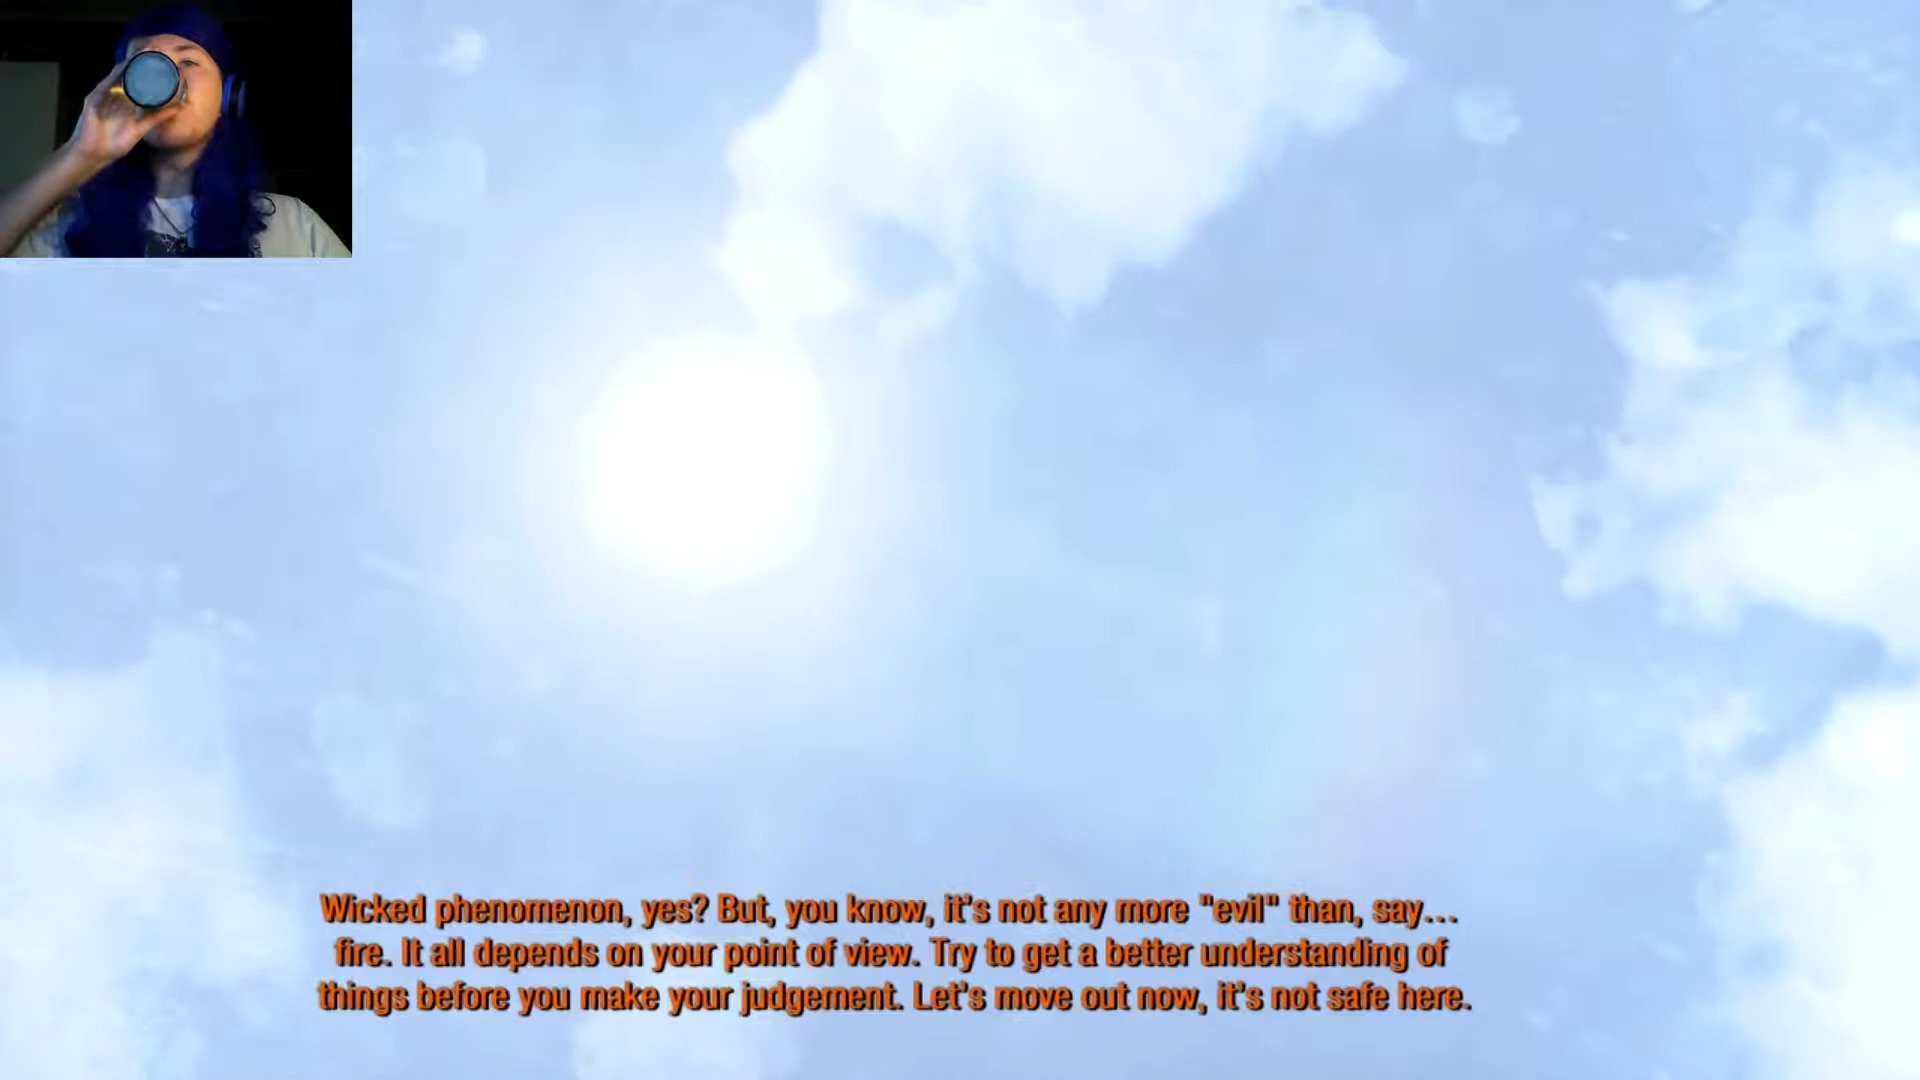 Wicked phenomenon, yes? But, you know, it's not any more "evil" than, say...
fire. It all depends on your point of view. Try to get a better understanding of
things before you make your judgement. Let's move out now, it's not safe here.